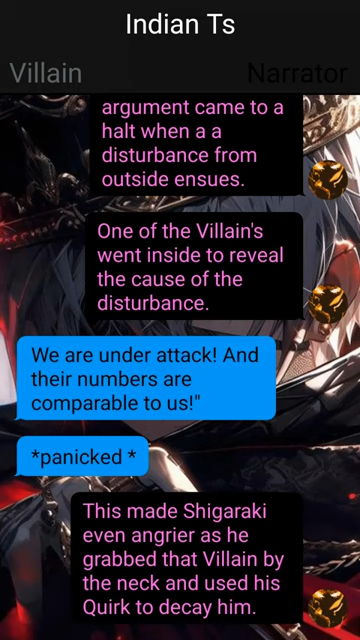 Indian Ts
Villain
Narrator
argument came to a
halt when a a
disturbance from
outside ensues.
One of the Villain's
went inside to reveal
the cause of the
disturbance.
We are under attack! And
their numbers are
comparable to us!"
*panicked *
This made Shigaraki
even angrier as he
grabbed that Villain by
the neck and used his
Quirk to decay him.